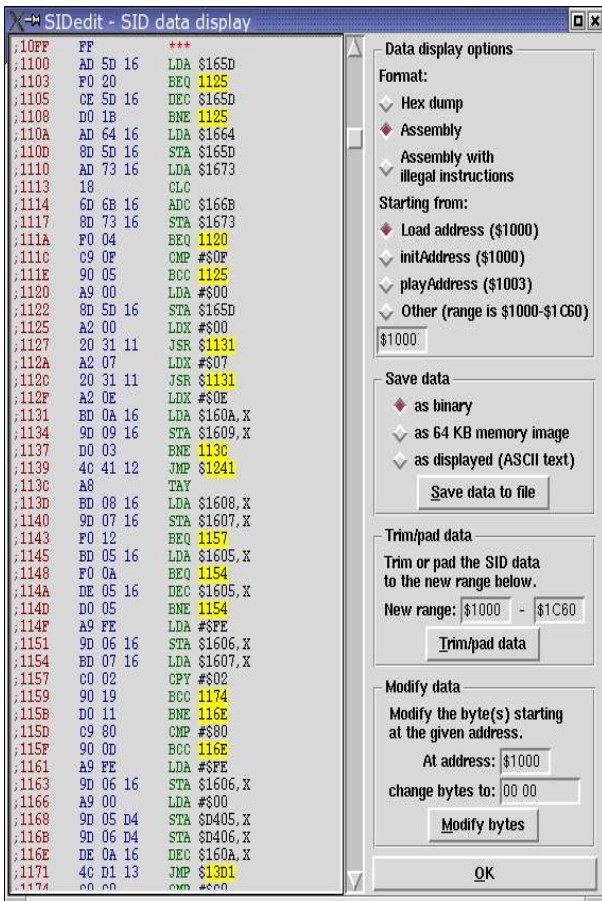 SIDedit - SID data display
;10FF FF ***
;1100 AD 5D 16 LDA $165D
;1103 F0 20 BEQ 1125
;1105 CE 5D 16 DEC $165D
;1108 D0 1B BNE 1125
;110A AD 64 16 LDA $1664
;110D 8D 5D 16 STA $165D
;1110 AD 73 16 LDA $1673
;1113 18 CLC
;1114 6D 6B 16 ADC $166B
;1117 8D 73 16 STA $1673
;111A F0 04 BEQ 1120
;111C C9 0F CMP #$0F
;111E 90 05 BCC 1125
;1120 A9 00 LDA #$00
;1122 8D 5D 16 STA $165D
;1125 A2 00 LDX #$00
;1127 20 31 11 JSR $1131
;112A A2 07 LDX #$07
;112C 20 31 11 JSR $1131
;112F A2 0E LDX #$0E
;1131 BD 0A 16 LDA $160A,X
;1134 9D 09 16 STA $1609,X
;1137 D0 03 BNE 113C
;1139 4C 41 12 JMP $1241
;113C A8 TAY
;113D BD 08 16 LDA $1608,X
;1140 9D 07 16 STA $1607,X
;1143 F0 12 BEQ 1157
;1145 BD 05 16 LDA $1605,X
;1148 F0 0A BEQ 1154
;114A DE 05 16 DEC $1605,X
;114D D0 05 BNE 1154
;114F A9 FE LDA #$FE
;1151 9D 06 16 STA $1606,X
;1154 BD 07 16 LDA $1607,X
;1157 C0 02 CPY #$02
;1159 90 19 BCC 1174
;115B D0 11 BNE 116E
;115D C9 80 CMP #$80
;115F 90 0D BCC 116E
;1161 A9 FE LDA #$FE
;1163 9D 06 16 STA $1606,X
;1166 A9 00 LDA #$00
;1168 9D 05 D4 STA $D405,X
;116B 9D 06 D4 STA $D406,X
;116E DE 0A 16 DEC $160A,X
;1171 4C D1 13 JMP $13D1
;1174 C0 C0 CMP #$C0
Data display options
Format:
Hex dump
Assembly
Assembly with
illegal instructions
Starting from:
Load address ($1000)
initAddress ($1000)
playAddress ($1003)
Other (range is $1000-$1C60)
$1000
Save data
as binary
as 64 KB memory image
as displayed (ASCII text)
Save data to file
Trim/pad data
Trim or pad the SID data
to the new range below.
New range: $1000 - $1C60
Trim/pad data
Modify data
Modify the byte(s) starting
at the given address.
At address: $1000
change bytes to: 00 00
Modify bytes
OK